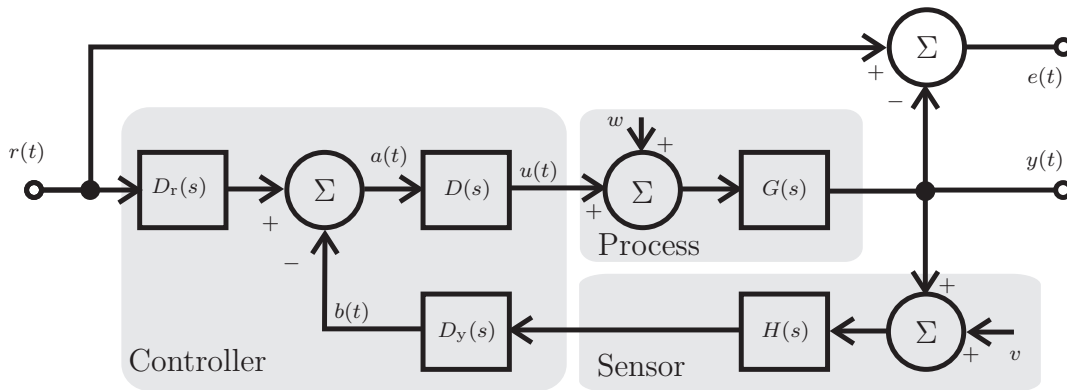 Σ
+
e(t)
−
w
r(t)
a(t)
u(t)
+
y(t)
D_r(s)
Σ
D(s)
Σ
G(s)
+
+
Process
−
b(t)
+
D_y(s)
H(s)
Σ
Controller
Sensor
+
v